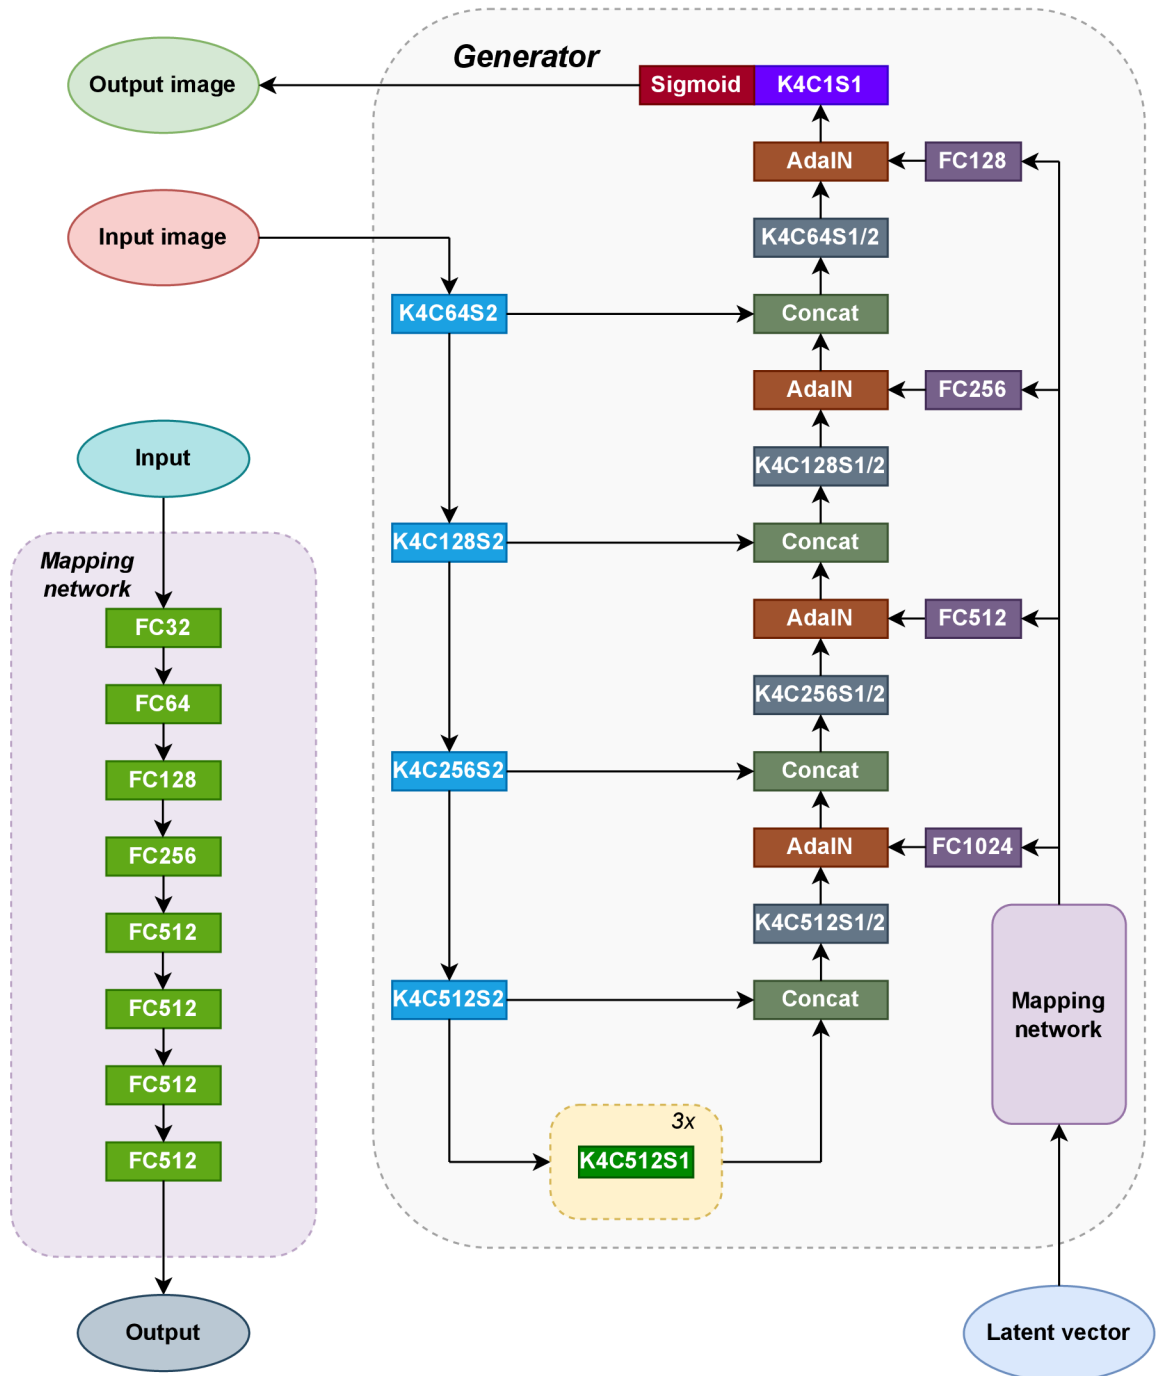 Generator
Output image
Sigmoid
K4C1S1
AdaIN
FC128
Input image
K4C64S1/2
K4C64S2
Concat
AdaIN
FC256
Input
K4C128S1/2
K4C128S2
Concat
Mapping
network
FC32
AdaIN
FC512
FC64
K4C256S1/2
FC128
K4C256S2
Concat
FC256
AdaIN
FC1024
FC512
K4C512S1/2
FC512
K4C512S2
Concat
Mapping
network
FC512
3x
FC512
K4C512S1
Output
Latent vector